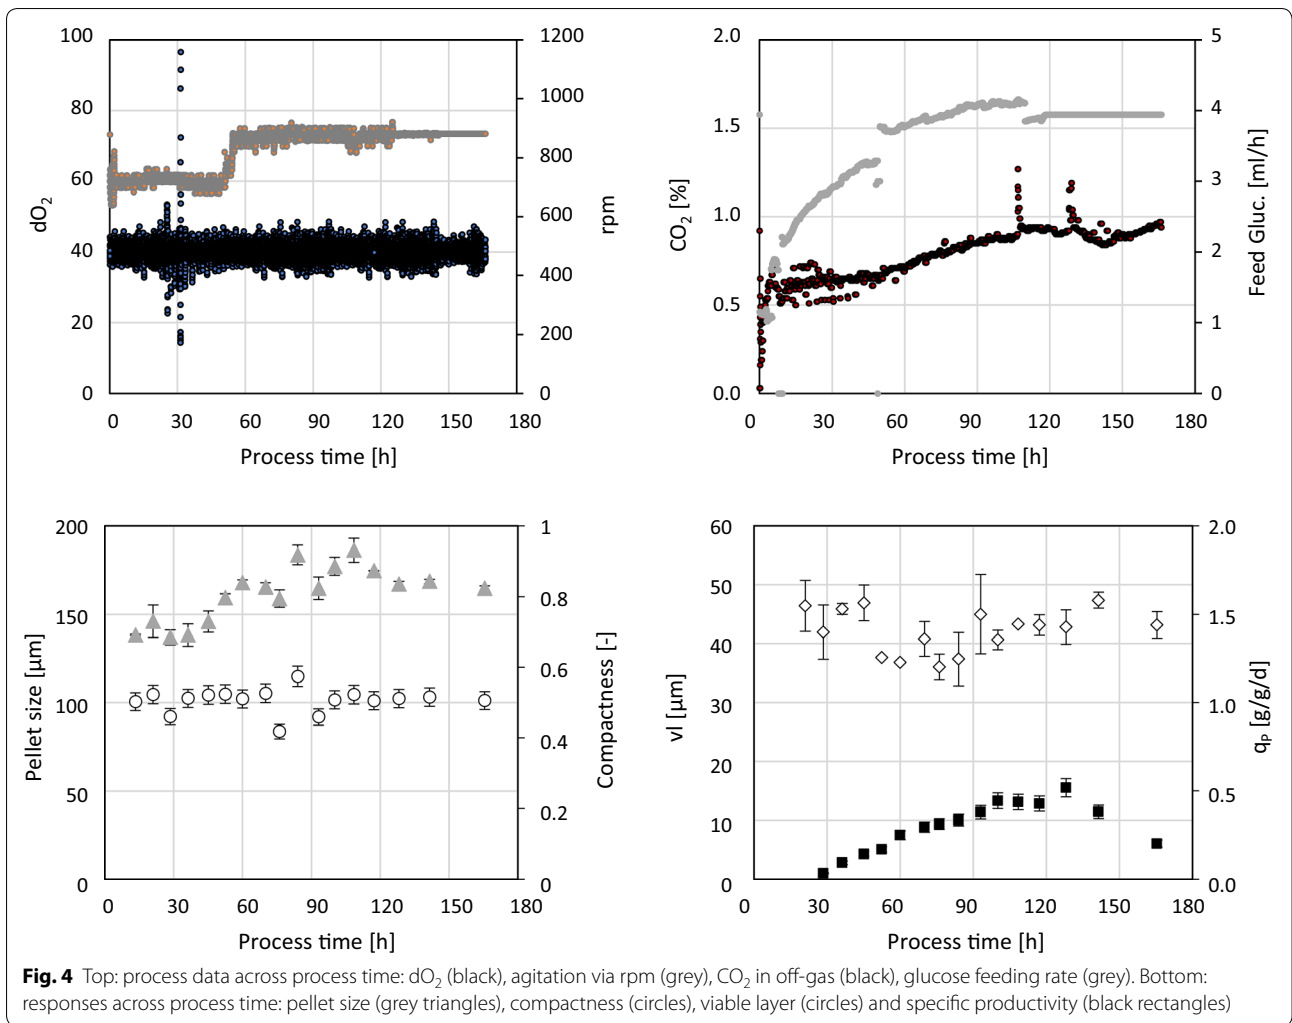 100
80
60
40
20
0
dO2
1200
1000
800
600
400
200
0
rpm
0 30 60 90 120 150 180
Process time [h]
2.0
1.5
1.0
0.5
0.0
CO2 [%]
5
4
3
2
1
0
Feed Gluc. [ml/h]
0 30 60 90 120 150 180
Process time [h]
200
150
100
50
0
Pellet size [µm]
1
0.8
0.6
0.4
0.2
0
Compactness [-]
0 30 60 90 120 150 180
Process time [h]
60
50
40
30
20
10
0
vl [µm]
2.0
1.5
1.0
0.5
0.0
qP [g/g/d]
0 30 60 90 120 150 180
Process time [h]
Fig. 4 Top: process data across process time: dO2 (black), agitation via rpm (grey), CO2 in off-gas (black), glucose feeding rate (grey). Bottom:
responses across process time: pellet size (grey triangles), compactness (circles), viable layer (circles) and specific productivity (black rectangles)